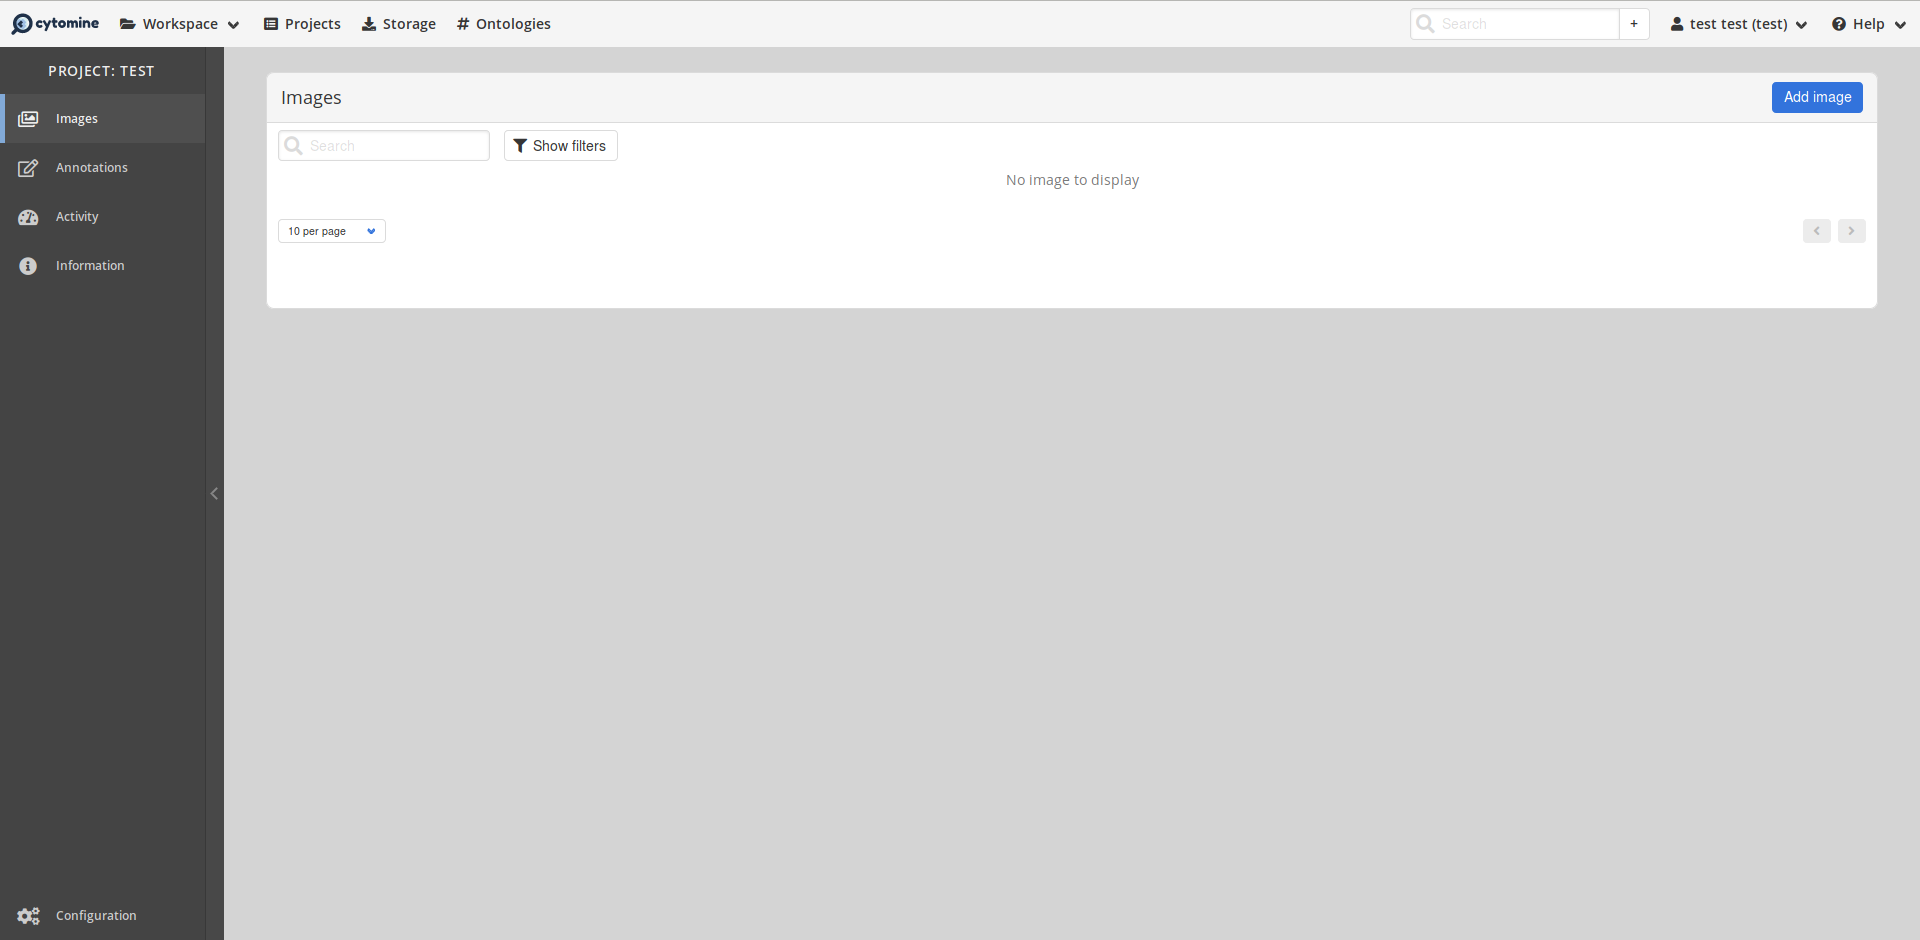 cytomine Workspace Projects Storage # Ontologies Search + test test (test) Help
PROJECT: TEST
Images
Annotations
Activity
Information
Configuration
Images Add image
Search Show filters
No image to display
10 per page